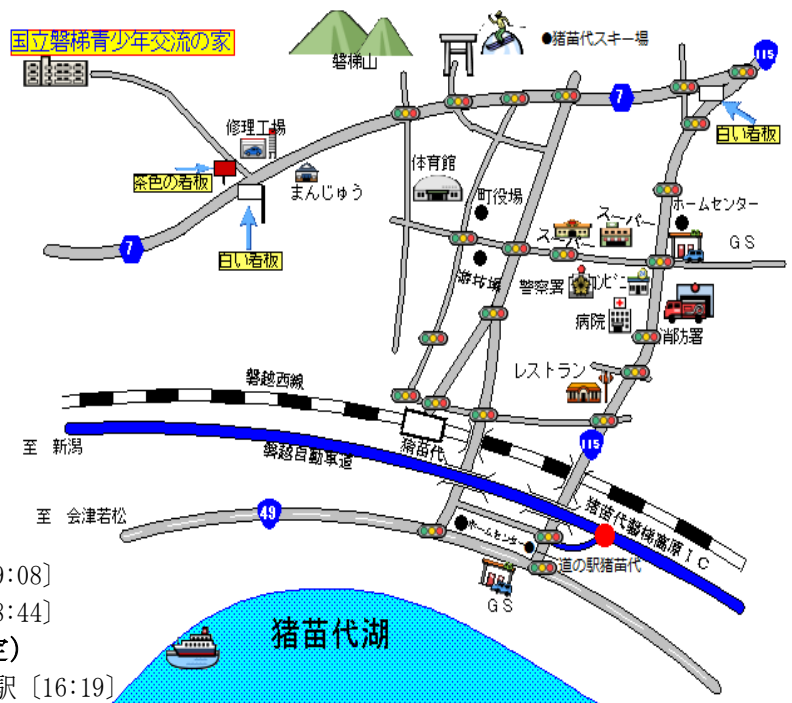 国立磐梯青少年交流の家
磐梯山
●猪苗代スキー場
115
7
白い看板
修理工場
茶色の看板
まんじゅう
体育館
町役場
スーパー
スーパー
ホームセンター
GS
7
白い看板
遊技場
警察署
コンビニ
病院
消防署
レストラン
磐越西線
猪苗代
115
至 新潟
磐越自動車道
猪苗代磐梯高原IC
至 会津若松
49
ホームセンター
道の駅猪苗代
GS
9:08〕
8:44〕
定)
駅〔16:19〕
猪苗代湖